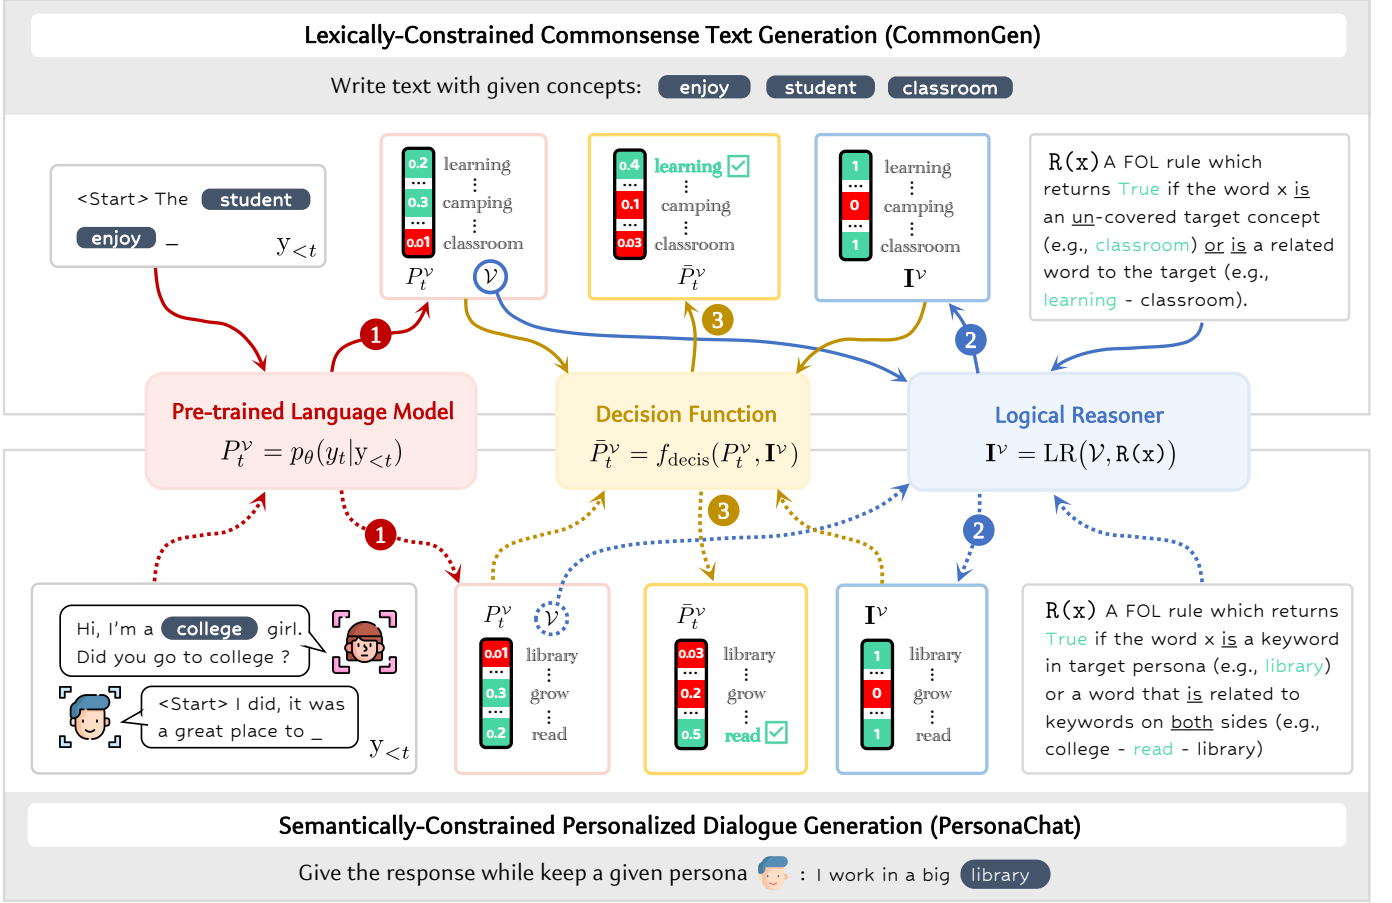 Lexically-Constrained Commonsense Text Generation (CommonGen)
Write text with given concepts: enjoy student classroom
<Start> The student
enjoy _ y<t
0.2 learning
... ⋮
0.3 camping
... ⋮
0.01 classroom
P_t^𝒱 𝒱
0.4 learning
... ⋮
0.1 camping
... ⋮
0.03 classroom
P̄_t^𝒱
1 learning
... ⋮
0 camping
... ⋮
1 classroom
I^𝒱
R(x) A FOL rule which
returns True if the word x is
an un-covered target concept
(e.g., classroom) or is a related
word to the target (e.g.,
learning - classroom).
1
3
2
Pre-trained Language Model
P_t^𝒱 = p_θ(y_t|y<t)
Decision Function
P̄_t^𝒱 = f_decis(P_t^𝒱, I^𝒱)
Logical Reasoner
I^𝒱 = LR(𝒱, R(x))
1
3
2
Hi, I'm a college girl.
Did you go to college ?
<Start> I did, it was
a great place to _
y<t
P_t^𝒱 𝒱
0.01 library
... ⋮
0.3 grow
... ⋮
0.2 read
P̄_t^𝒱
0.03 library
... ⋮
0.2 grow
... ⋮
0.5 read
I^𝒱
1 library
... ⋮
0 grow
... ⋮
1 read
R(x) A FOL rule which returns
True if the word x is a keyword
in target persona (e.g., library)
or a word that is related to
keywords on both sides (e.g.,
college - read - library)
Semantically-Constrained Personalized Dialogue Generation (PersonaChat)
Give the response while keep a given persona : I work in a big library